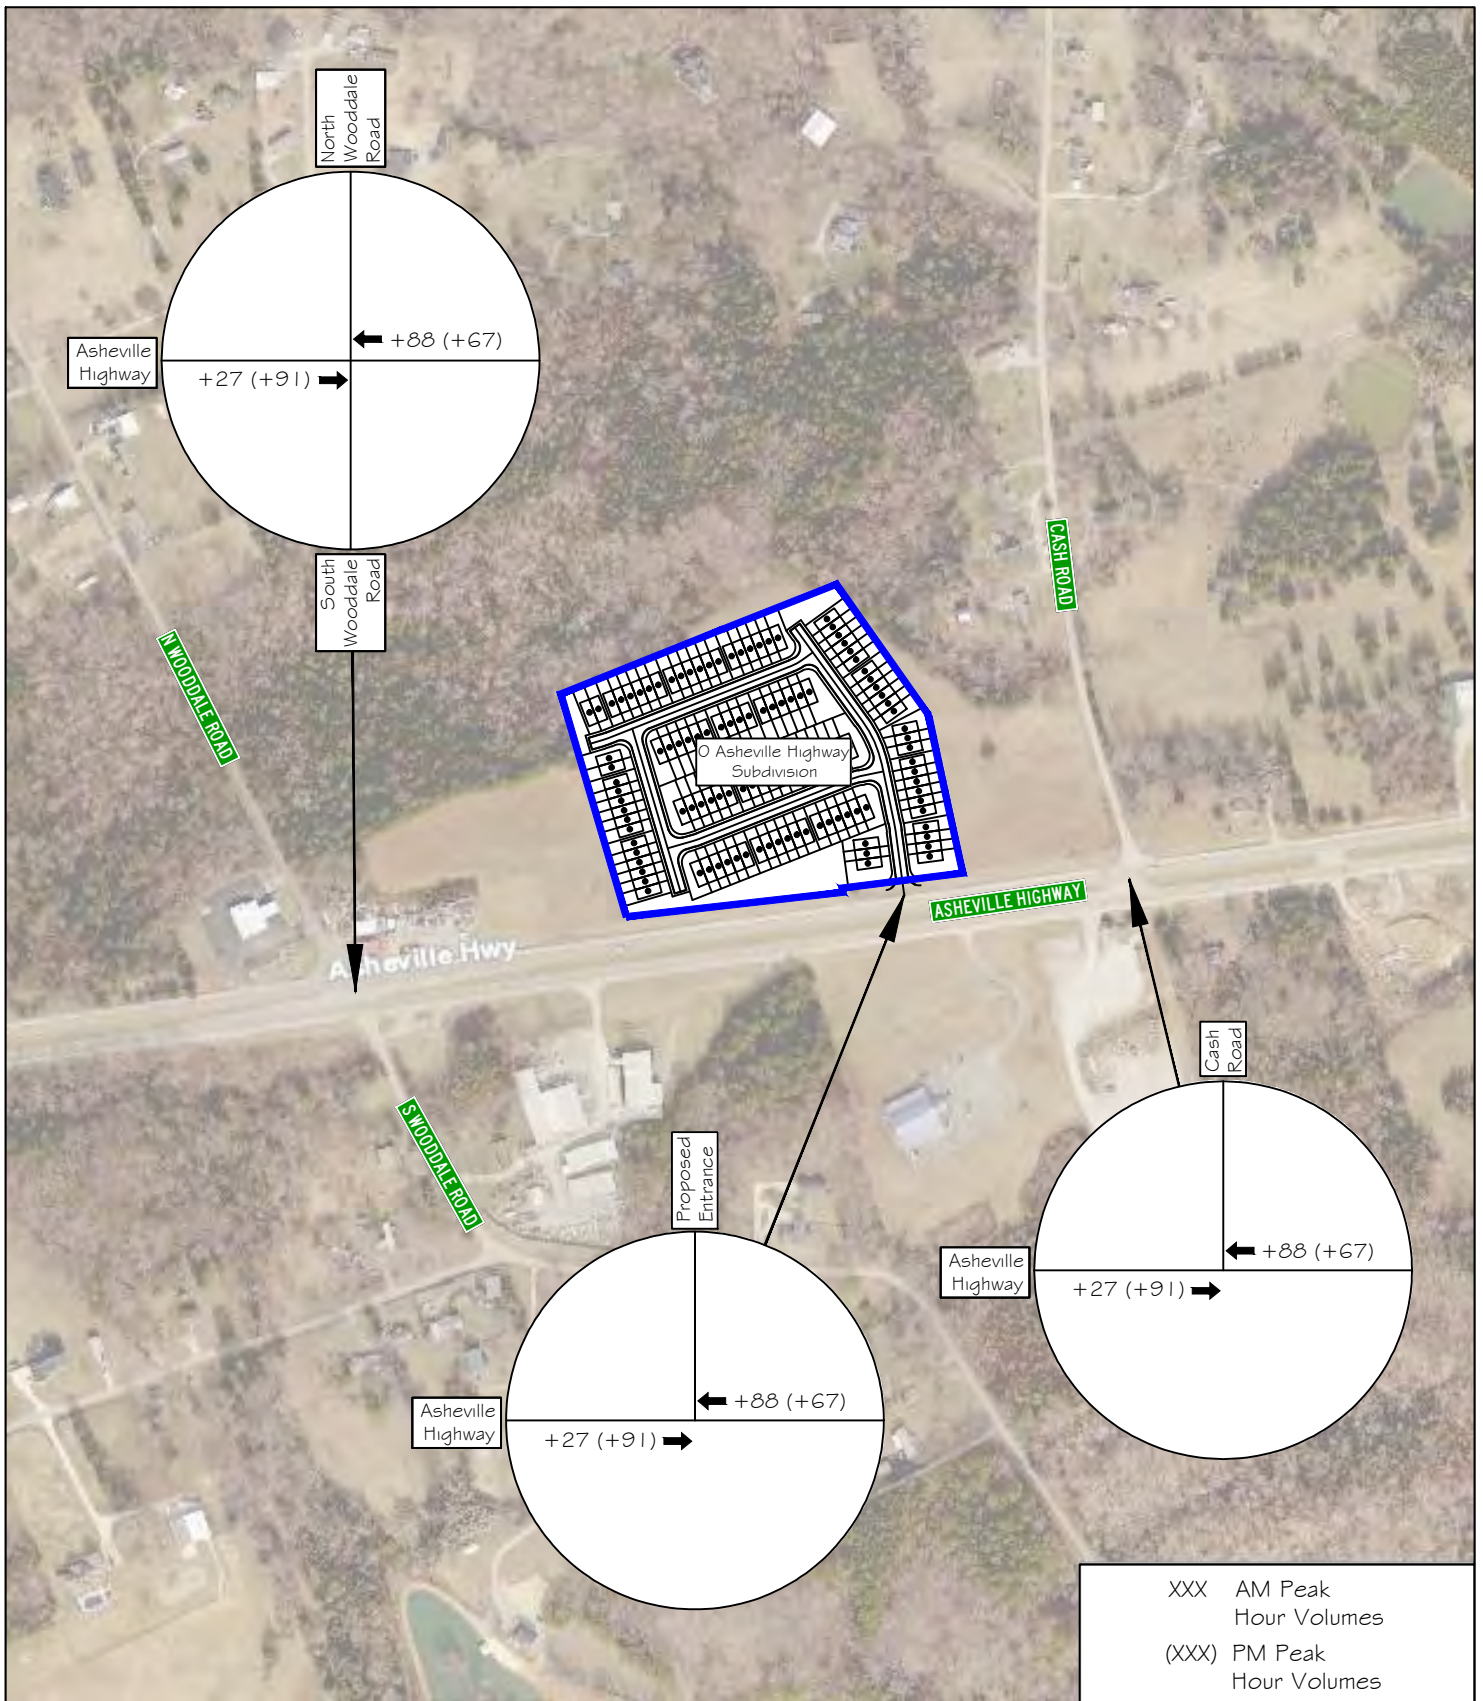 North
Wooddale
Road
+88 (+67)
Asheville
Highway
+27 (+91)
South
Wooddale
Road
CASH ROAD
N WOODDALE ROAD
0 Asheville Highway
Subdivision
ASHEVILLE HIGHWAY
Asheville Hwy
Cash
Road
S WOODDALE ROAD
Proposed
Entrance
+88 (+67)
Asheville
Highway
+27 (+91)
+88 (+67)
Asheville
Highway
+27 (+91)
XXX AM Peak
Hour Volumes
(XXX) PM Peak
Hour Volumes